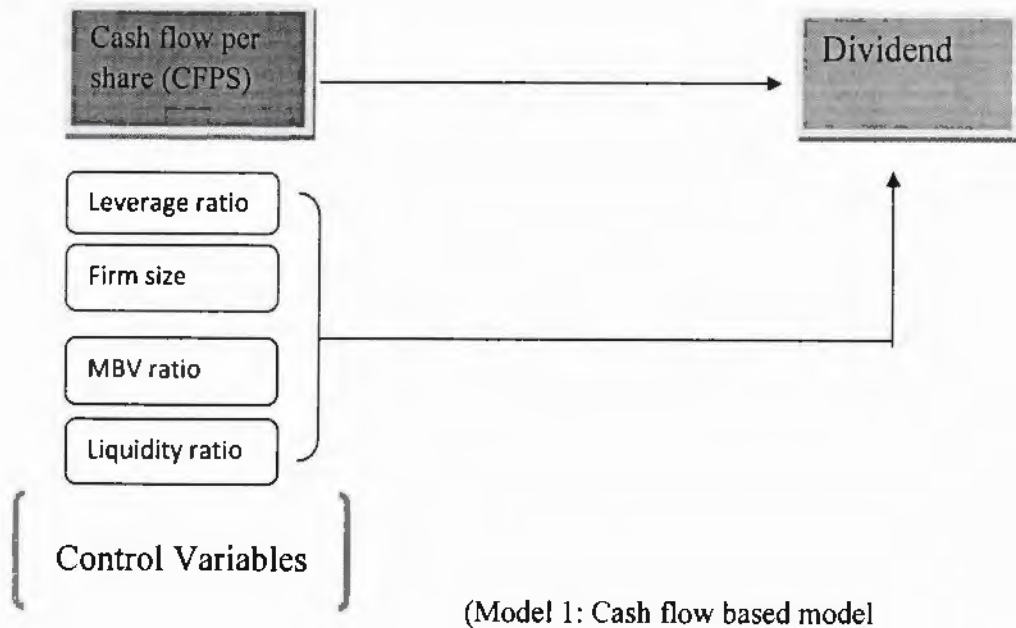 Cash flow per
share (CFPS)
Dividend
Leverage ratio
Firm size
MBV ratio
Liquidity ratio
Control Variables
(Model 1: Cash flow based model